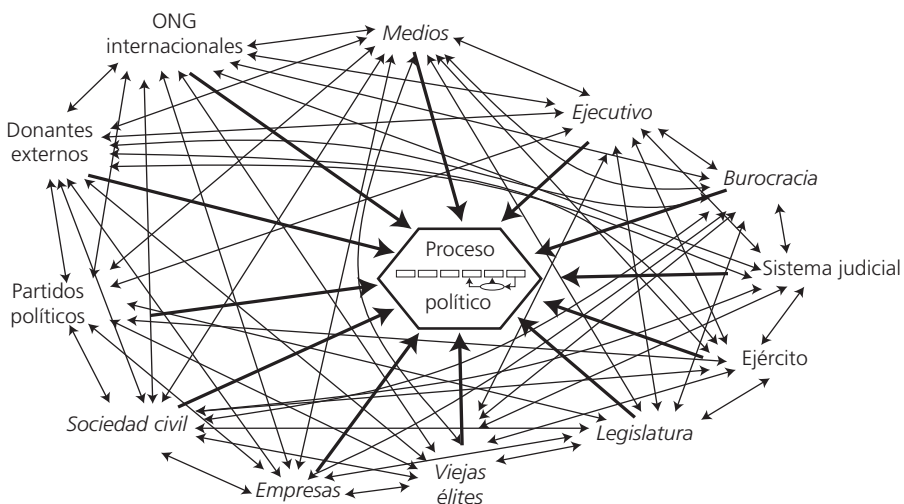 ONG
internacionales
Medios
Ejecutivo
Donantes
externos
Burocracia
Proceso
político
Sistema judicial
Partidos
políticos
Ejército
Sociedad civil
Legislatura
Empresas
Viejas
élites